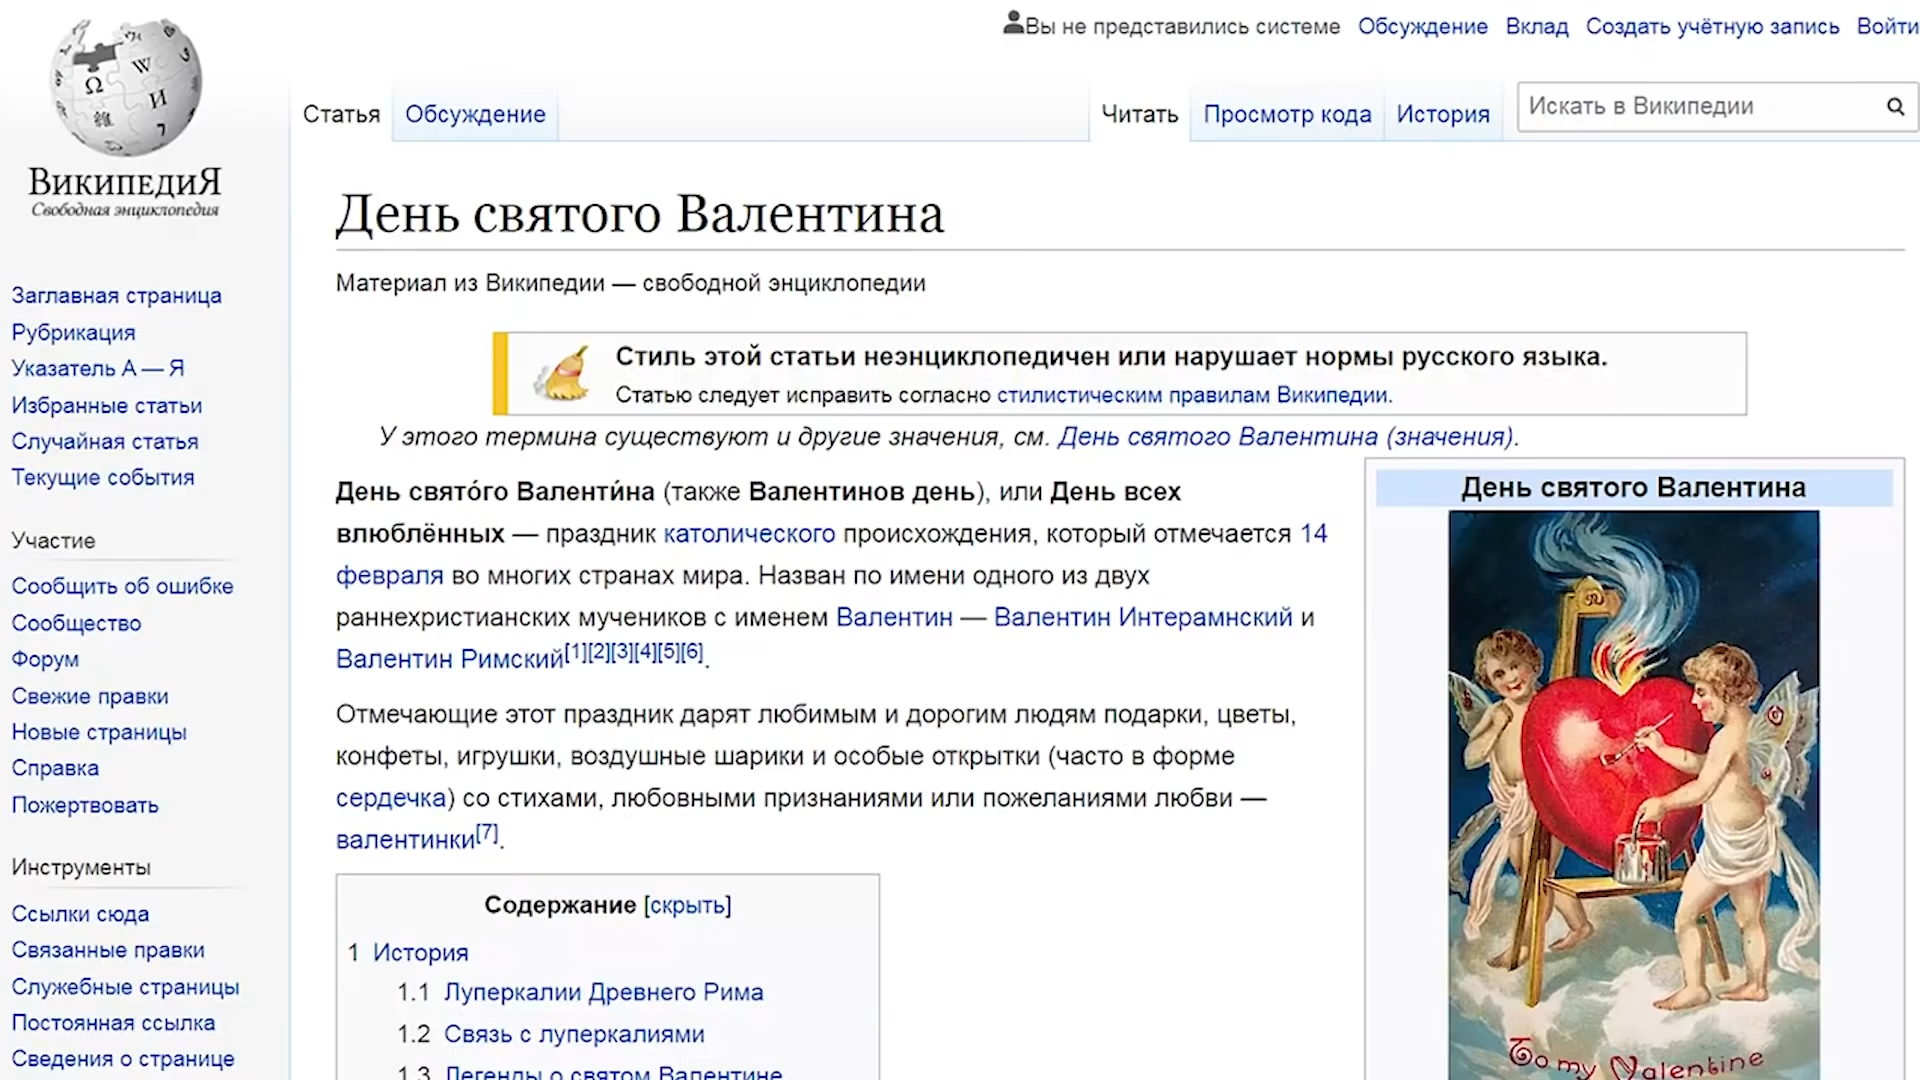 Вы не представились системе Обсуждение Вклад Создать учётную запись Войти
Статья Обсуждение Читать Просмотр кода История Искать в Википедии
Ω W И 維 7
ВикипедиЯ
Свободная энциклопедия
Заглавная страница
Рубрикация
Указатель А — Я
Избранные статьи
Случайная статья
Текущие события
Участие
Сообщить об ошибке
Сообщество
Форум
Свежие правки
Новые страницы
Справка
Пожертвовать
Инструменты
Ссылки сюда
Связанные правки
Служебные страницы
Постоянная ссылка
Сведения о странице
День святого Валентина
Материал из Википедии — свободной энциклопедии
Стиль этой статьи неэнциклопедичен или нарушает нормы русского языка.
Статью следует исправить согласно стилистическим правилам Википедии.
У этого термина существуют и другие значения, см. День святого Валентина (значения).
День свято́го Валенти́на (также Валентинов день), или День всех
влюблённых — праздник католического происхождения, который отмечается 14
февраля во многих странах мира. Назван по имени одного из двух
раннехристианских мучеников с именем Валентин — Валентин Интерамнский и
Валентин Римский[1][2][3][4][5][6].
Отмечающие этот праздник дарят любимым и дорогим людям подарки, цветы,
конфеты, игрушки, воздушные шарики и особые открытки (часто в форме
сердечка) со стихами, любовными признаниями или пожеланиями любви —
валентинки[7].
Содержание [скрыть]
1 История
1.1 Луперкалии Древнего Рима
1.2 Связь с луперкалиями
1.3 Легенды о святом Валентине
День святого Валентина
To my Valentine